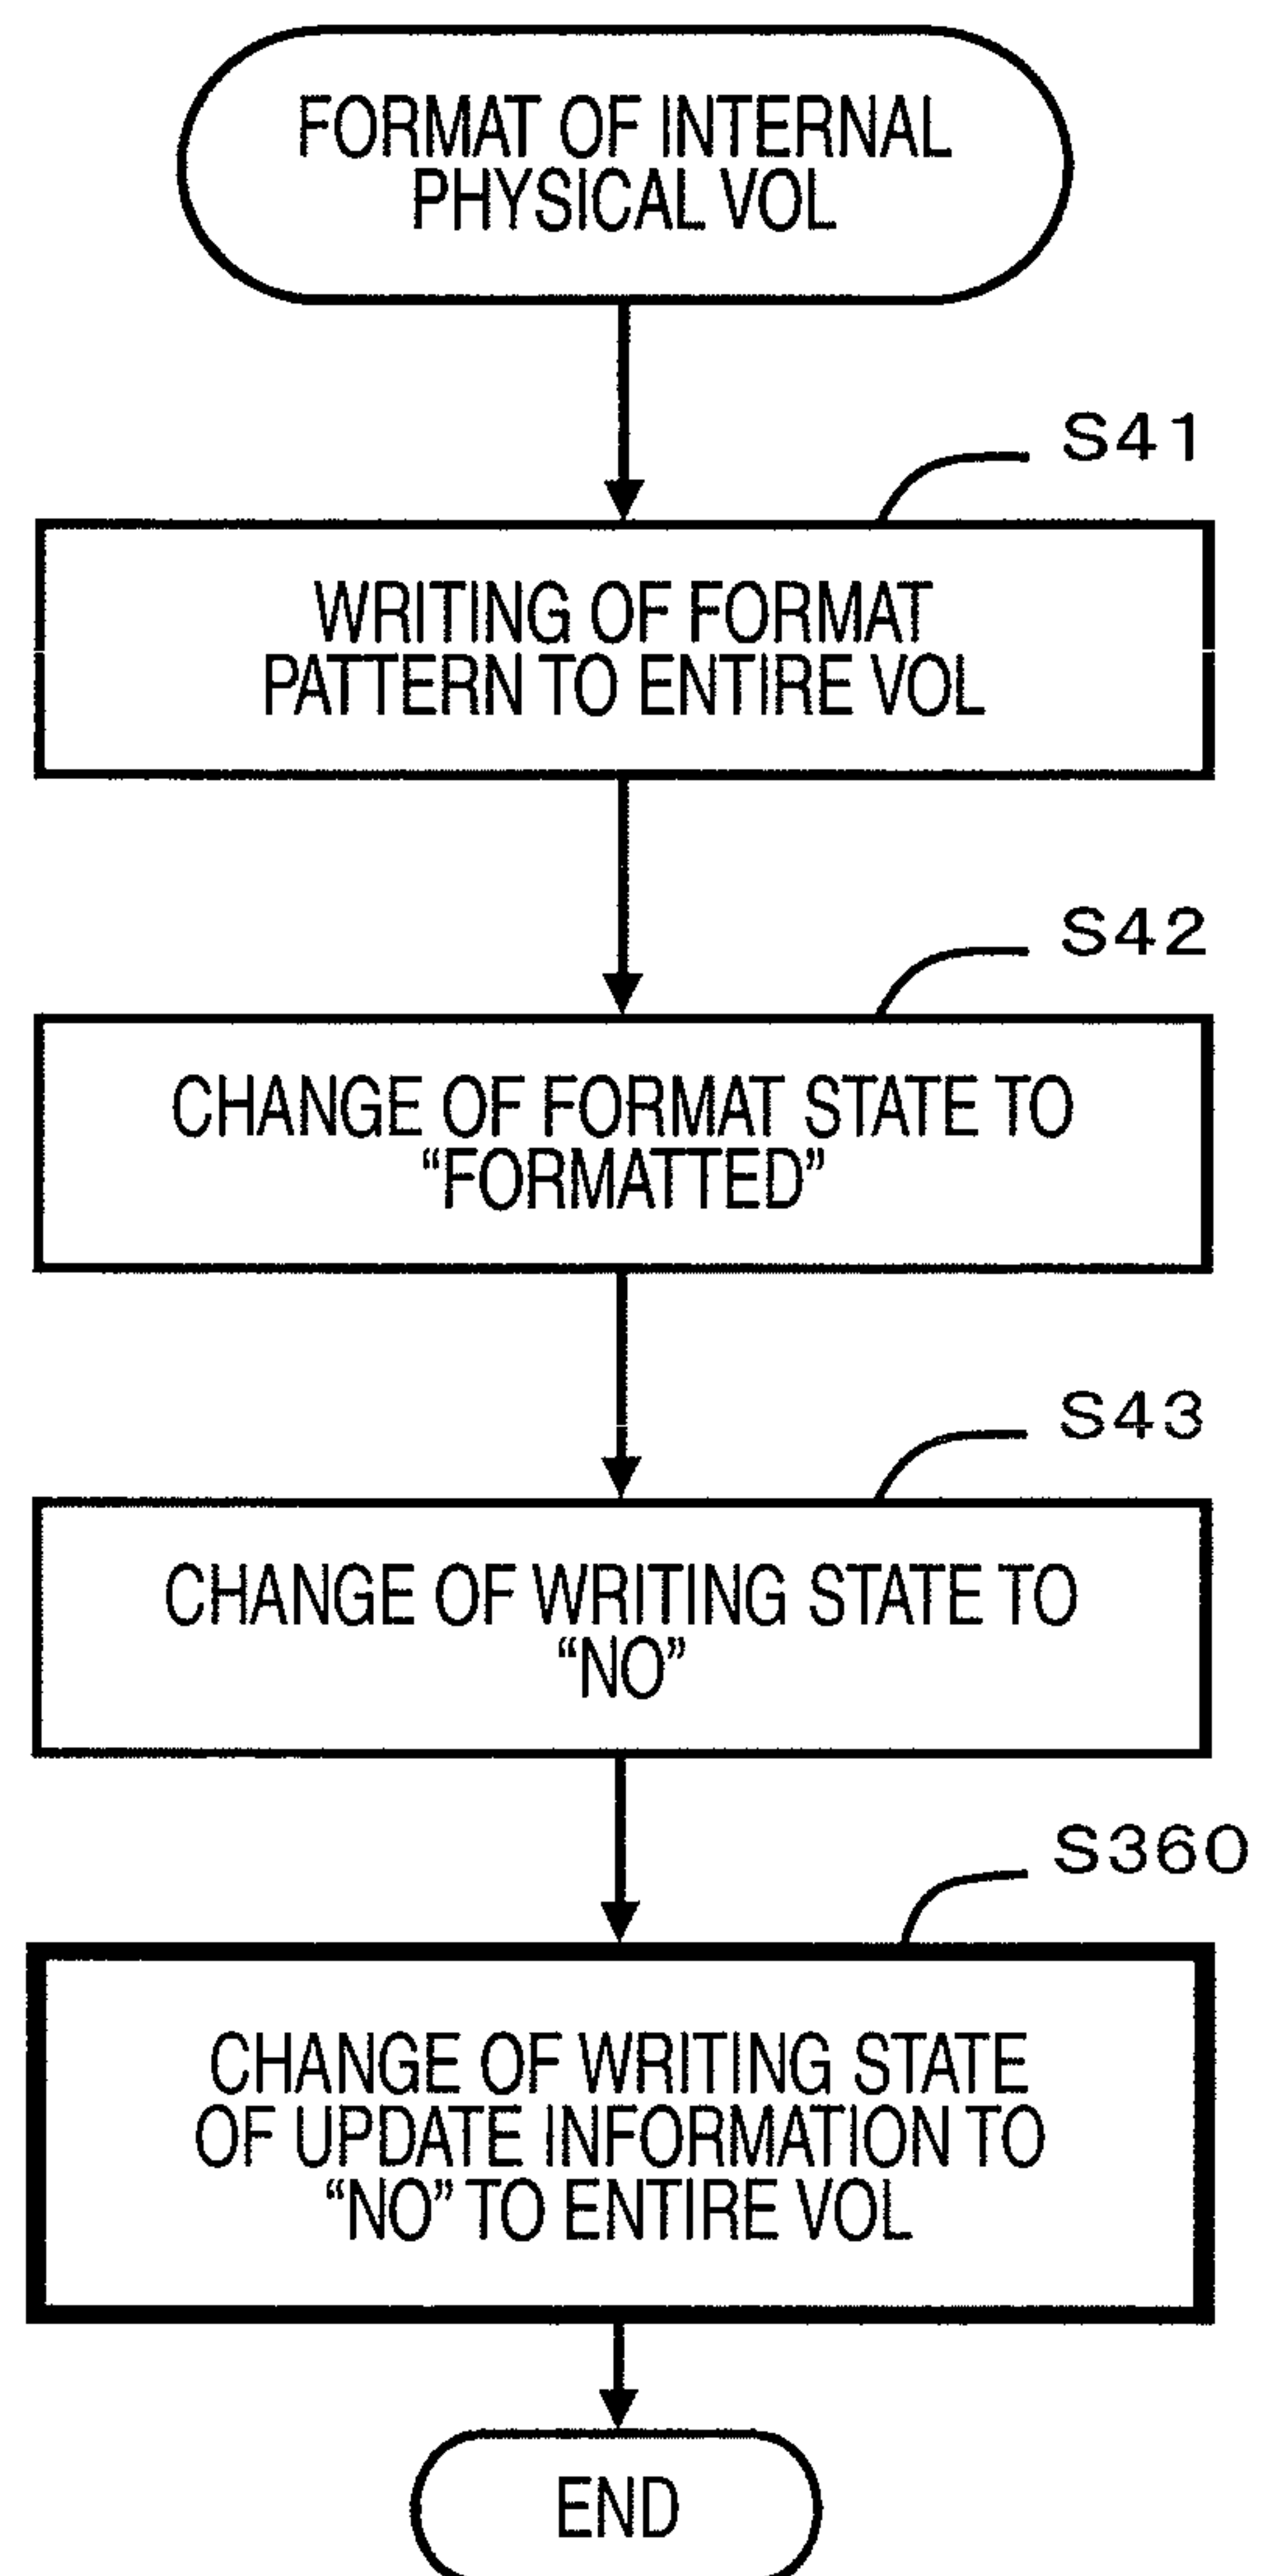 FORMAT OF INTERNAL
PHYSICAL VOL
S41
WRITING OF FORMAT
PATTERN TO ENTIRE VOL
S42
CHANGE OF FORMAT STATE TO
“FORMATTED”
S43
CHANGE OF WRITING STATE TO
“NO”
S360
CHANGE OF WRITING STATE
OF UPDATE INFORMATION TO
“NO” TO ENTIRE VOL
END